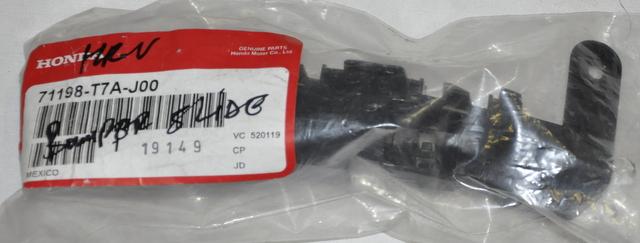 HONDA
HRV
GENUINE PARTS
Honda Motor Co., Ltd.
71198-T7A-J00
Bumper SLIDE
VC 520119
19149
CP
JD
MEXICO